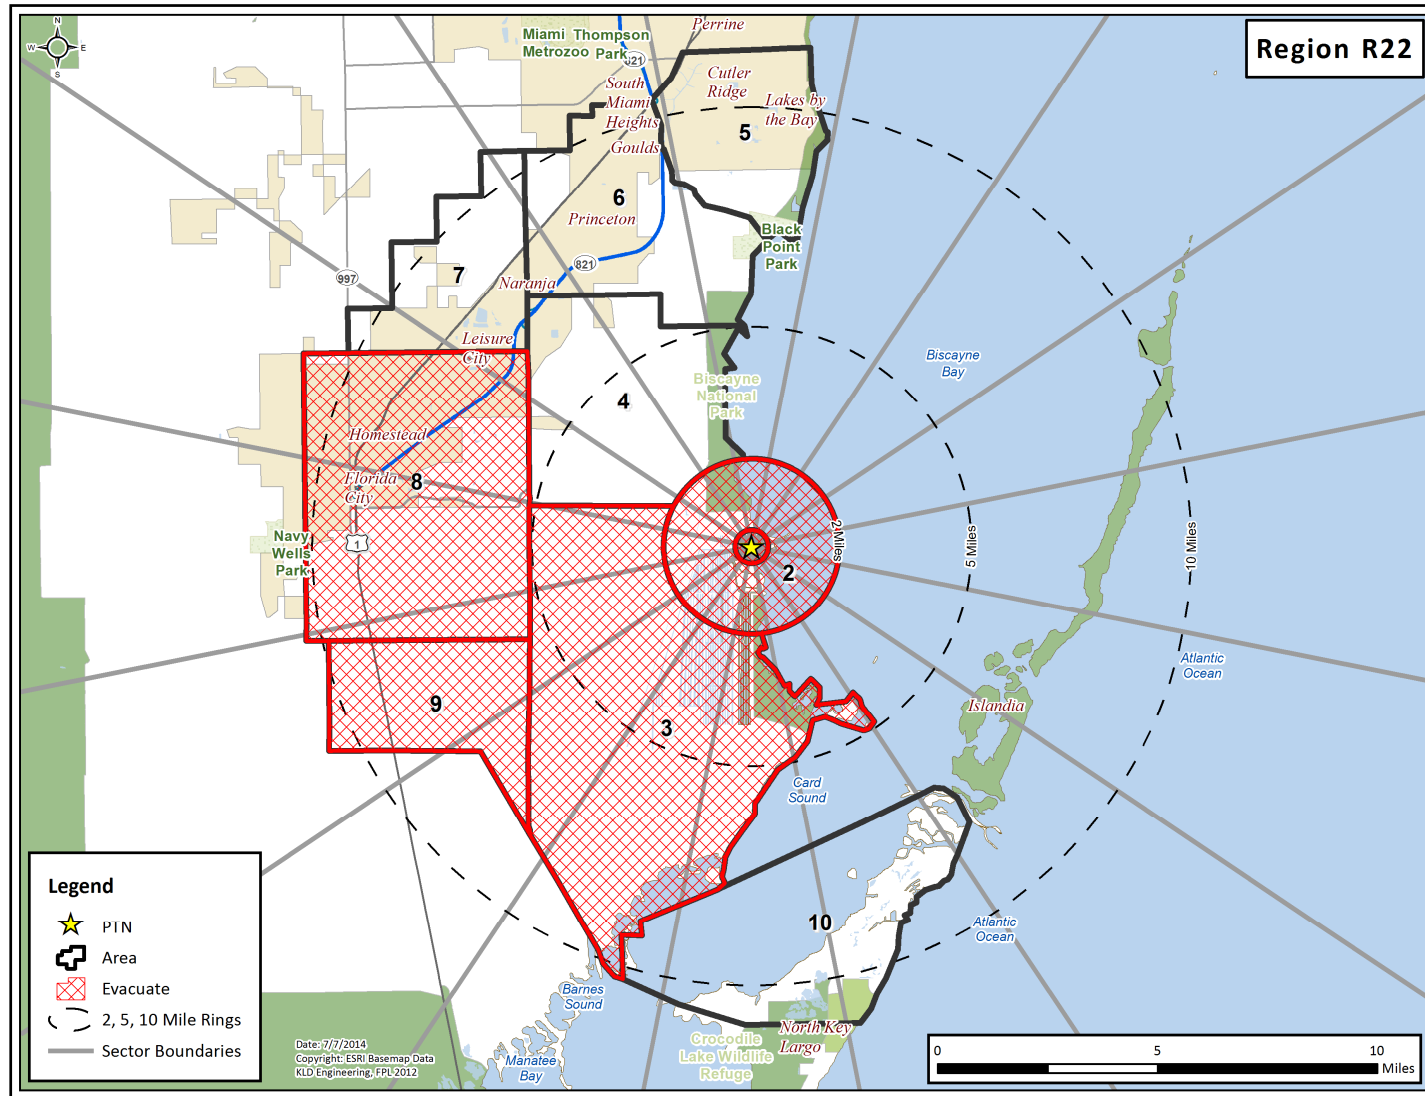 Region R22
N
W E
S
Perrine
Miami Thompson
Metrozoo Park
821
South
Miami
Heights
Cutler
Ridge
Lakes by
the Bay
5
Goulds
6
Princeton
Black
Point
Park
7
821
997
Naranja
Leisure
City
Biscayne
Bay
Biscayne
National
Park
4
Homestead
8
Florida
City
Navy
Wells
Park
1
2 Miles
5 Miles
10 Miles
2
Atlantic
Ocean
9
3
Islandia
Card
Sound
10
Atlantic
Ocean
Barnes
Sound
North Key
Largo
Crocodile
Lake Wildlife
Refuge
Manatee
Bay
Legend
PTN
Area
Evacuate
2, 5, 10 Mile Rings
Sector Boundaries
Date: 7/7/2014
Copyright: ESRI Basemap Data
KLD Engineering, FPL 2012
0 5 10
Miles